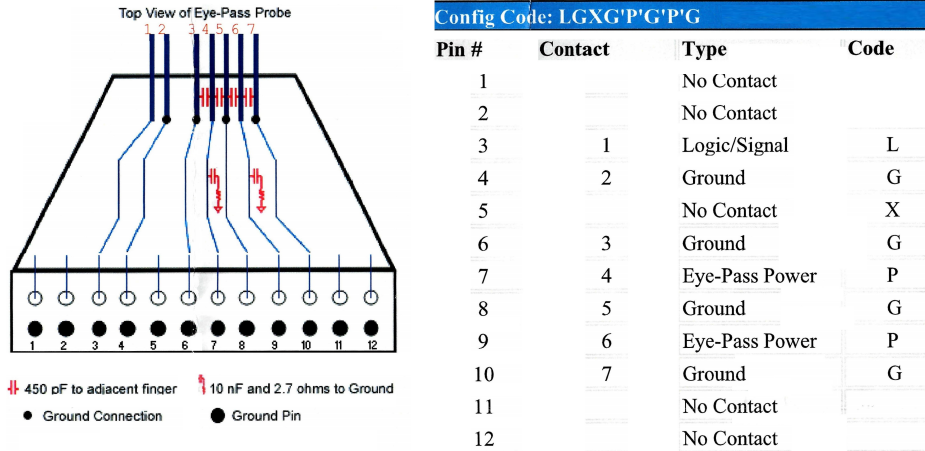 Top View of Eye-Pass Probe
1 2 3 4 5 6 7
1 2 3 4 5 6 7 8 9 10 11 12
450 pF to adjacent finger
10 nF and 2.7 ohms to Ground
Ground Connection
Ground Pin
Config Code: LGXG'P'G'P'G
Pin # Contact Type Code
1 No Contact
2 No Contact
3 1 Logic/Signal L
4 2 Ground G
5 No Contact X
6 3 Ground G
7 4 Eye-Pass Power P
8 5 Ground G
9 6 Eye-Pass Power P
10 7 Ground G
11 No Contact
12 No Contact